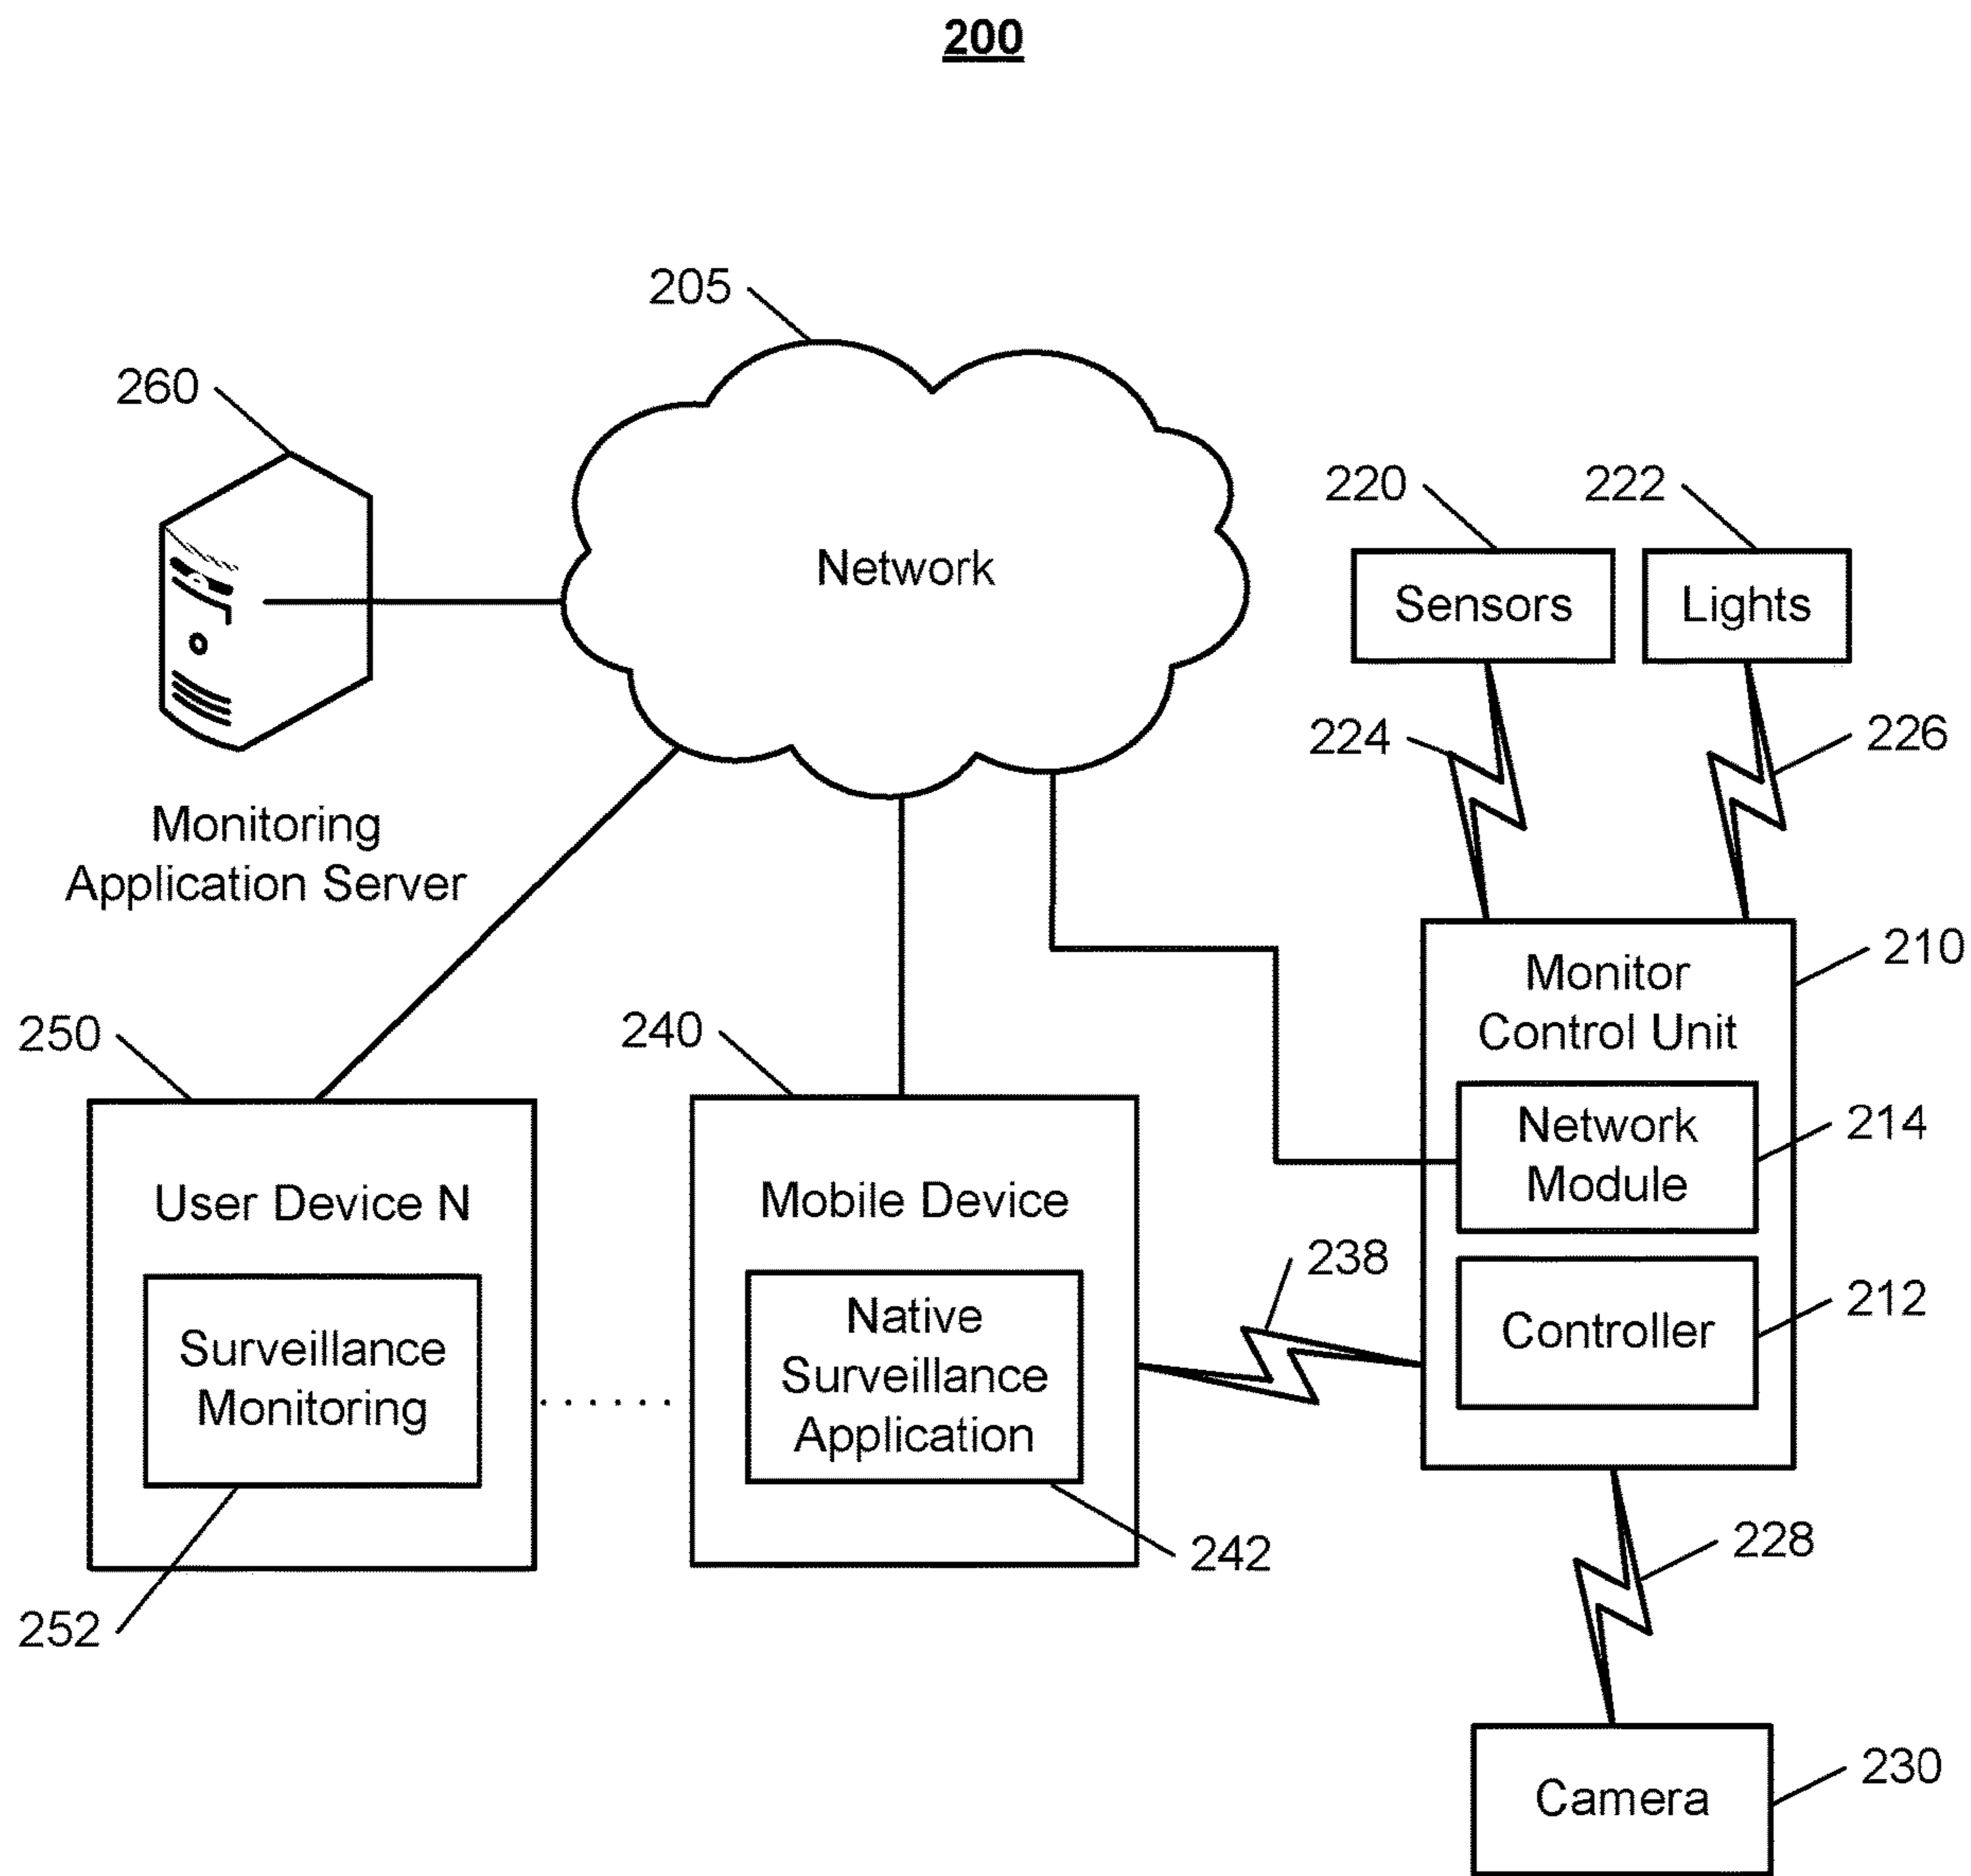 200
205
260
Network
220
222
Sensors
Lights
224
226
Monitoring
Application Server
210
Monitor
Control Unit
250
240
214
Network
Module
User Device N
Mobile Device
238
212
Controller
Surveillance
Monitoring
Native
Surveillance
Application
242
228
252
230
Camera